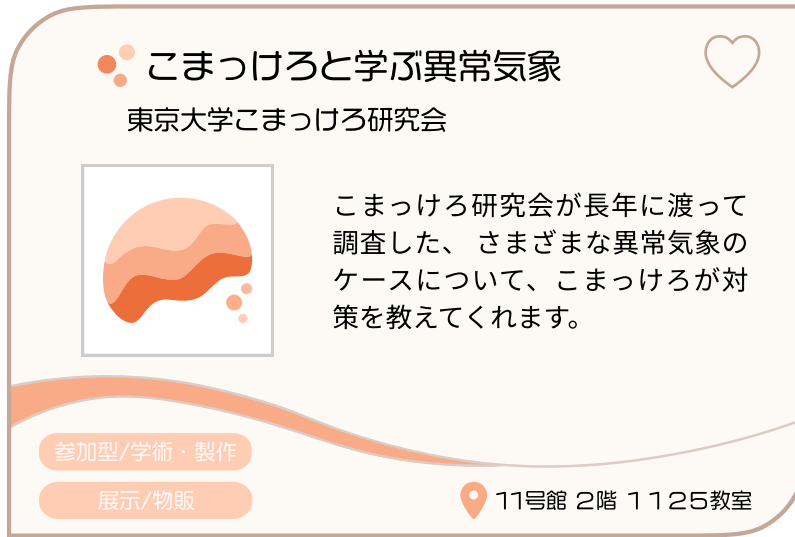 こまっけろと学ぶ異常気象
東京大学こまっけろ研究会
こまっけろ研究会が長年に渡って
調査した、 さまざまな異常気象の
ケースについて、こまっけろが対
策を教えてくれます。
参加型/学術・製作
展示/物販
11号館 2階 1125教室